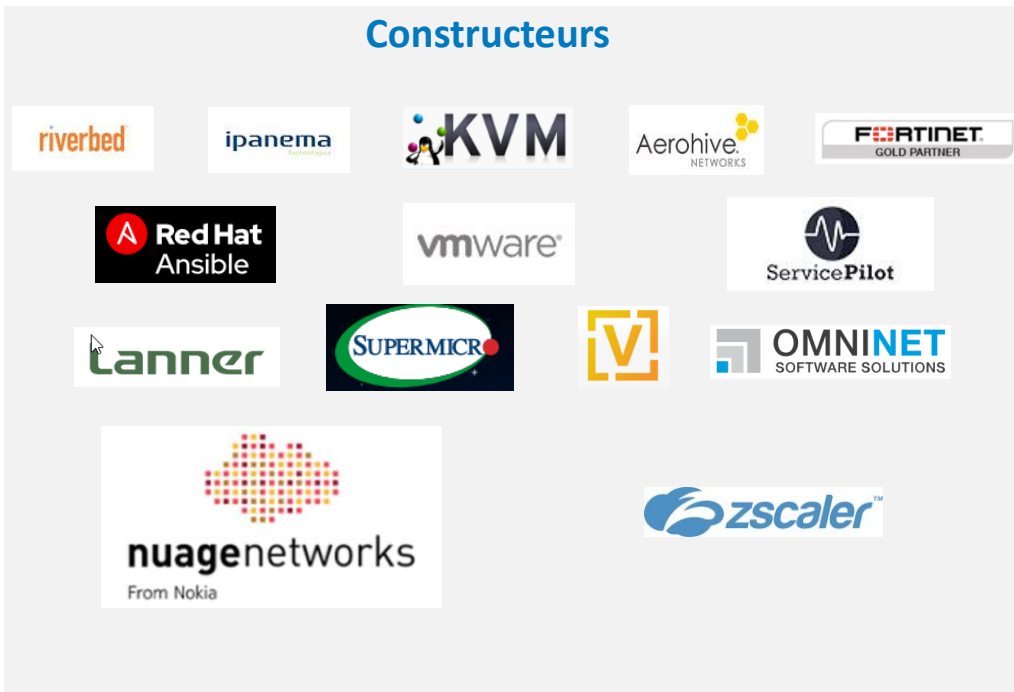 Constructeurs
riverbed
ipanema
KVM
Aerohive
NETWORKS
FORTINET
GOLD PARTNER
Red Hat
Ansible
vmware
ServicePilot
Lanner
SUPERMICRO
V
OMNINET
SOFTWARE SOLUTIONS
nuagenetworks
From Nokia
zscaler™